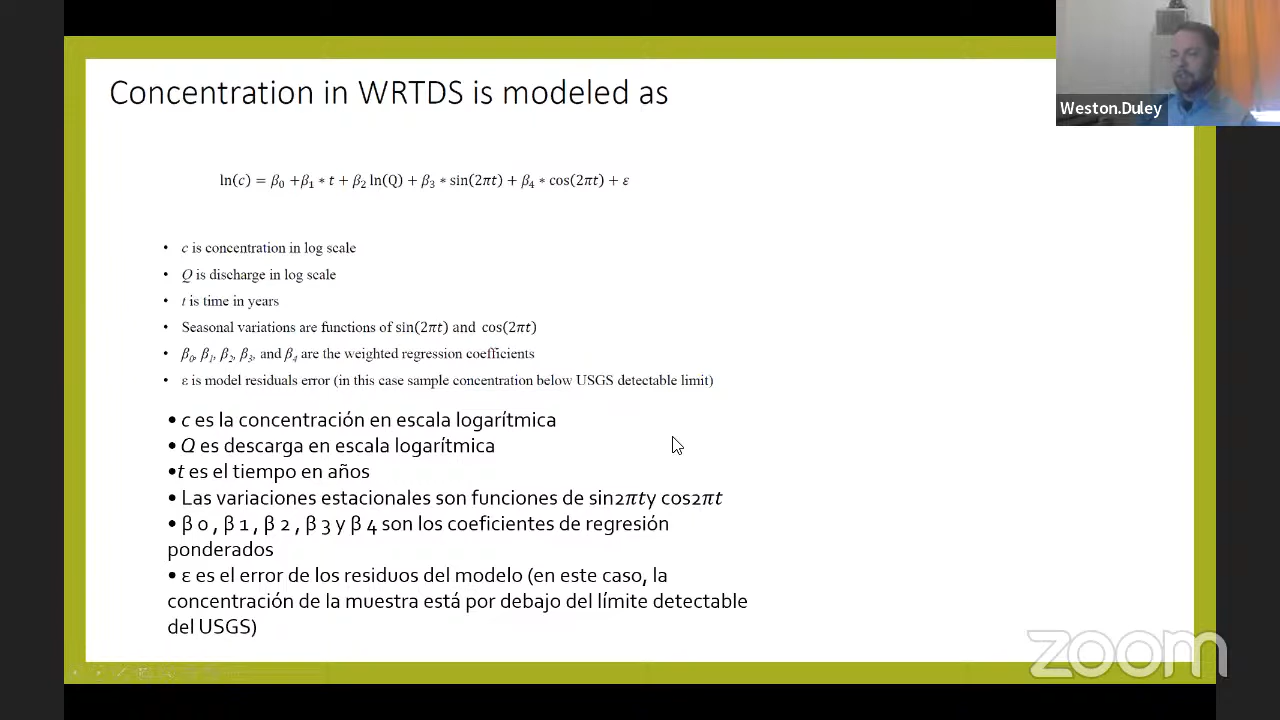 Concentration in WRTDS is modeled as
Weston.Duley
ln(c) = β₀ +β₁ ∗ t + β₂ ln(Q) + β₃ ∗ sin(2πt) + β₄ ∗ cos(2πt) + ε
• c is concentration in log scale
• Q is discharge in log scale
• t is time in years
• Seasonal variations are functions of sin(2πt) and cos(2πt)
• β₀, β₁, β₂, β₃, and β₄ are the weighted regression coefficients
• ε is model residuals error (in this case sample concentration below USGS detectable limit)
• c es la concentración en escala logarítmica
• Q es descarga en escala logarítmica
•t es el tiempo en años
• Las variaciones estacionales son funciones de sin2πty cos2πt
• β 0 , β 1 , β 2 , β 3 y β 4 son los coeficientes de regresión
ponderados
• ε es el error de los residuos del modelo (en este caso, la
concentración de la muestra está por debajo del límite detectable
del USGS)
zoom